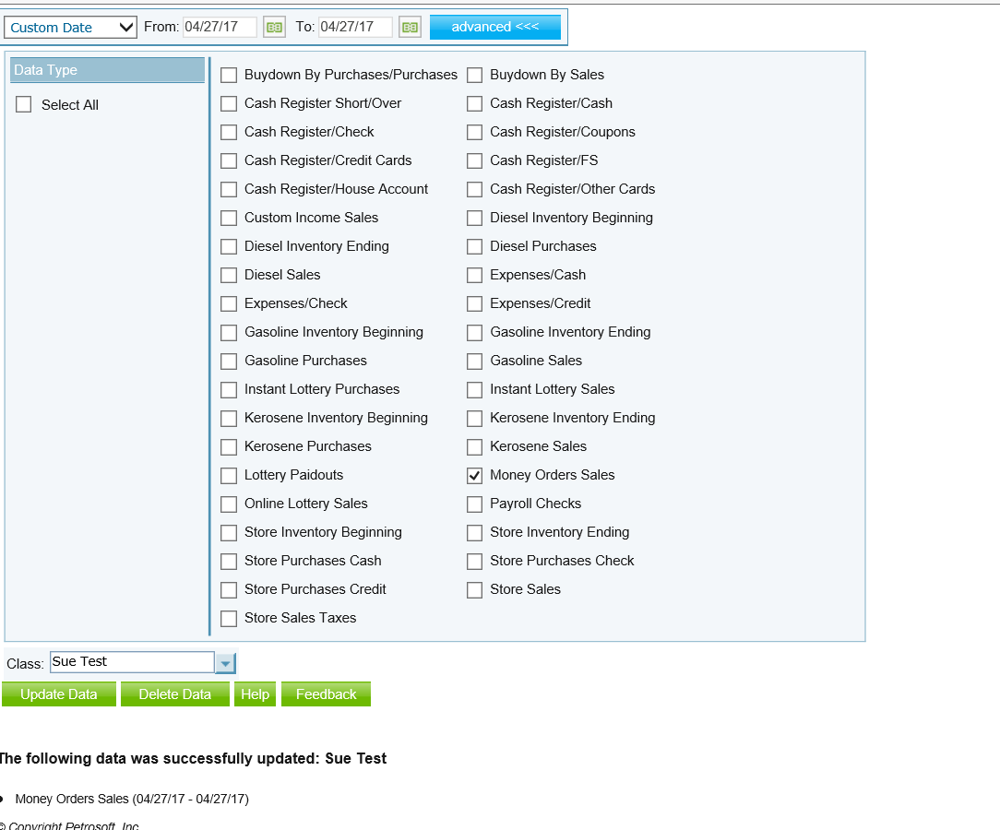 Custom Date From: 04/27/17 To: 04/27/17 advanced <<<
Data Type
Select All
Buydown By Purchases/Purchases Buydown By Sales
Cash Register Short/Over Cash Register/Cash
Cash Register/Check Cash Register/Coupons
Cash Register/Credit Cards Cash Register/FS
Cash Register/House Account Cash Register/Other Cards
Custom Income Sales Diesel Inventory Beginning
Diesel Inventory Ending Diesel Purchases
Diesel Sales Expenses/Cash
Expenses/Check Expenses/Credit
Gasoline Inventory Beginning Gasoline Inventory Ending
Gasoline Purchases Gasoline Sales
Instant Lottery Purchases Instant Lottery Sales
Kerosene Inventory Beginning Kerosene Inventory Ending
Kerosene Purchases Kerosene Sales
Lottery Paidouts Money Orders Sales
Online Lottery Sales Payroll Checks
Store Inventory Beginning Store Inventory Ending
Store Purchases Cash Store Purchases Check
Store Purchases Credit Store Sales
Store Sales Taxes
Class: Sue Test
Update Data Delete Data Help Feedback
The following data was successfully updated: Sue Test
• Money Orders Sales (04/27/17 - 04/27/17)
© Copyright Petrosoft, Inc